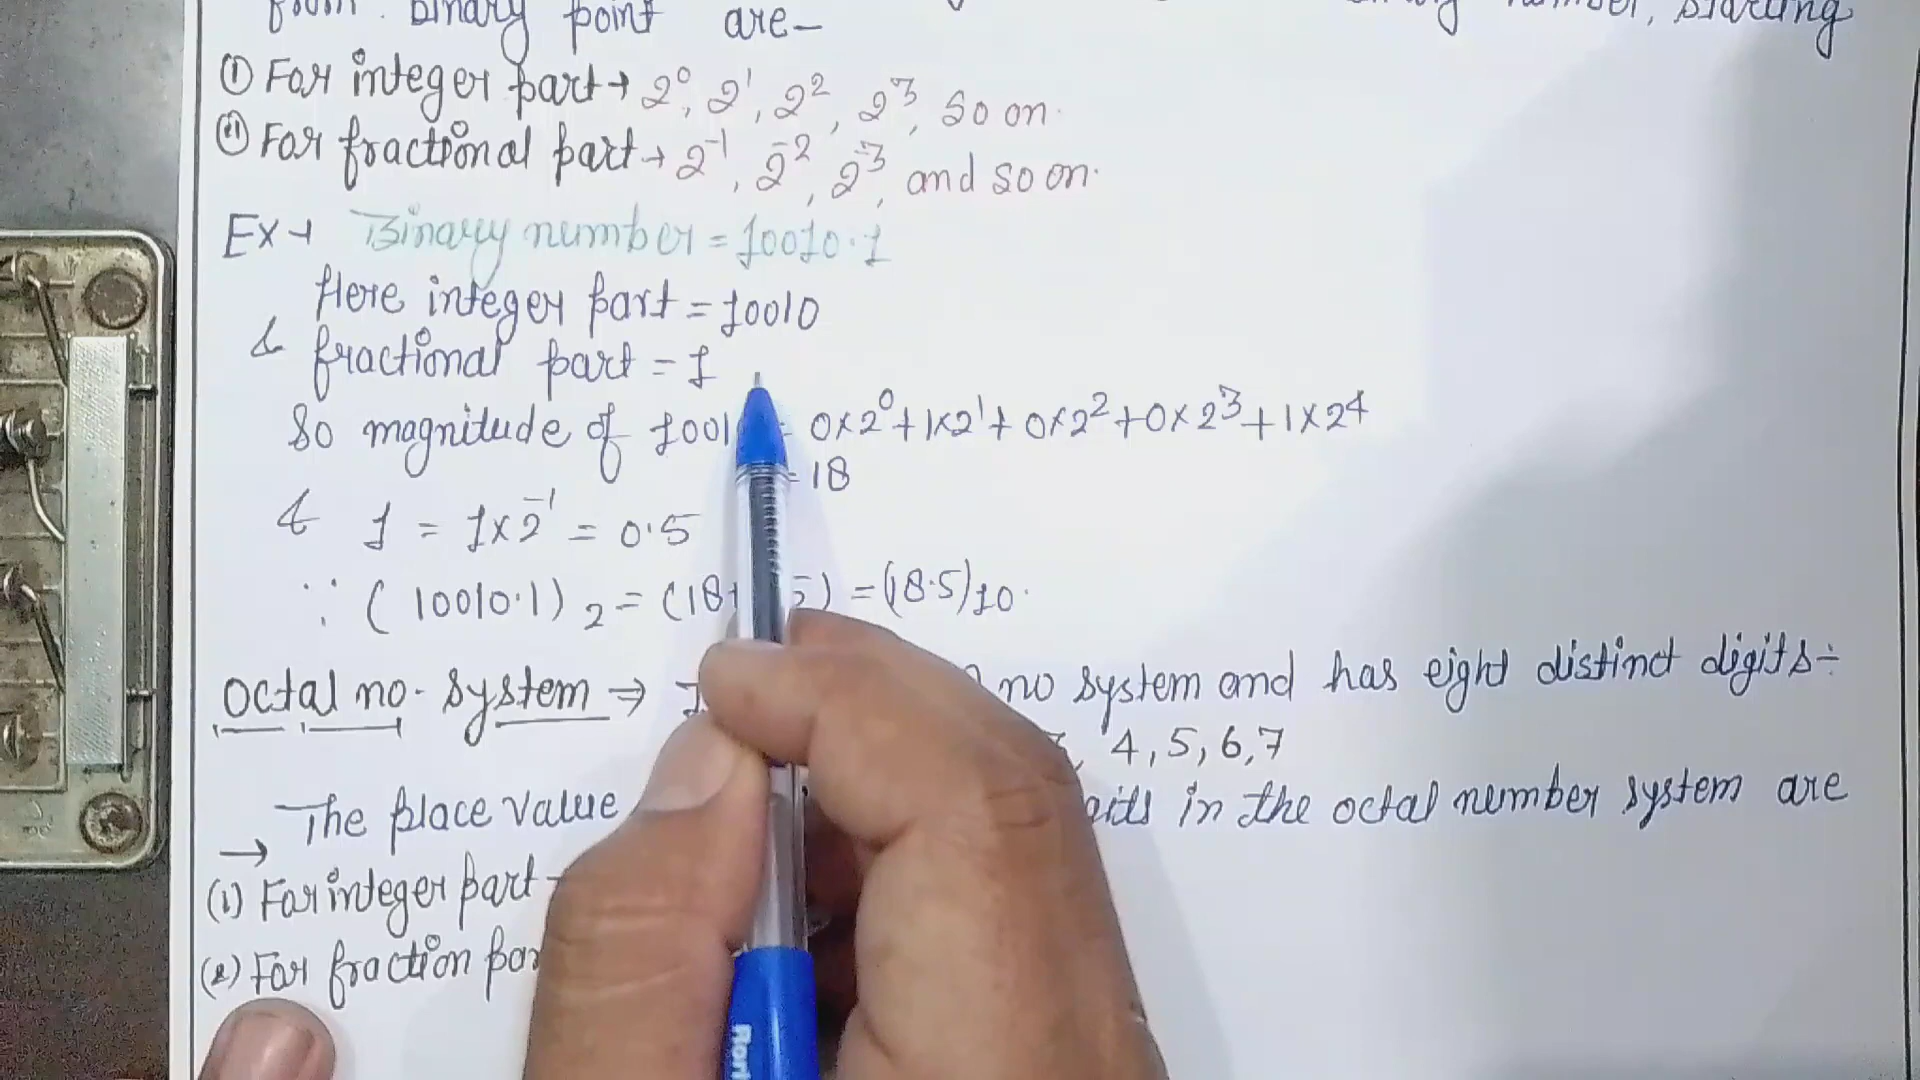 from Binary point are- number, starting
① For integer part → 2⁰, 2¹, 2², 2³, So on.
② For fractional part → 2⁻¹, 2⁻², 2⁻³, and so on.
Ex → Binary number = 10010.1
Here integer part = 10010
& fractional part = 1
So magnitude of 1001 = 0×2⁰+1×2¹+0×2²+0×2³+1×2⁴
= 18
& 1 = 1×2⁻¹ = 0.5
∵ (10010.1)₂ = (18+ 5) = (18.5)10.
Octal no. System ⇒ no system and has eight distinct digits ÷
4, 5, 6, 7
→ The place value in the octal number system are
(1) For integer part
(2) For fraction